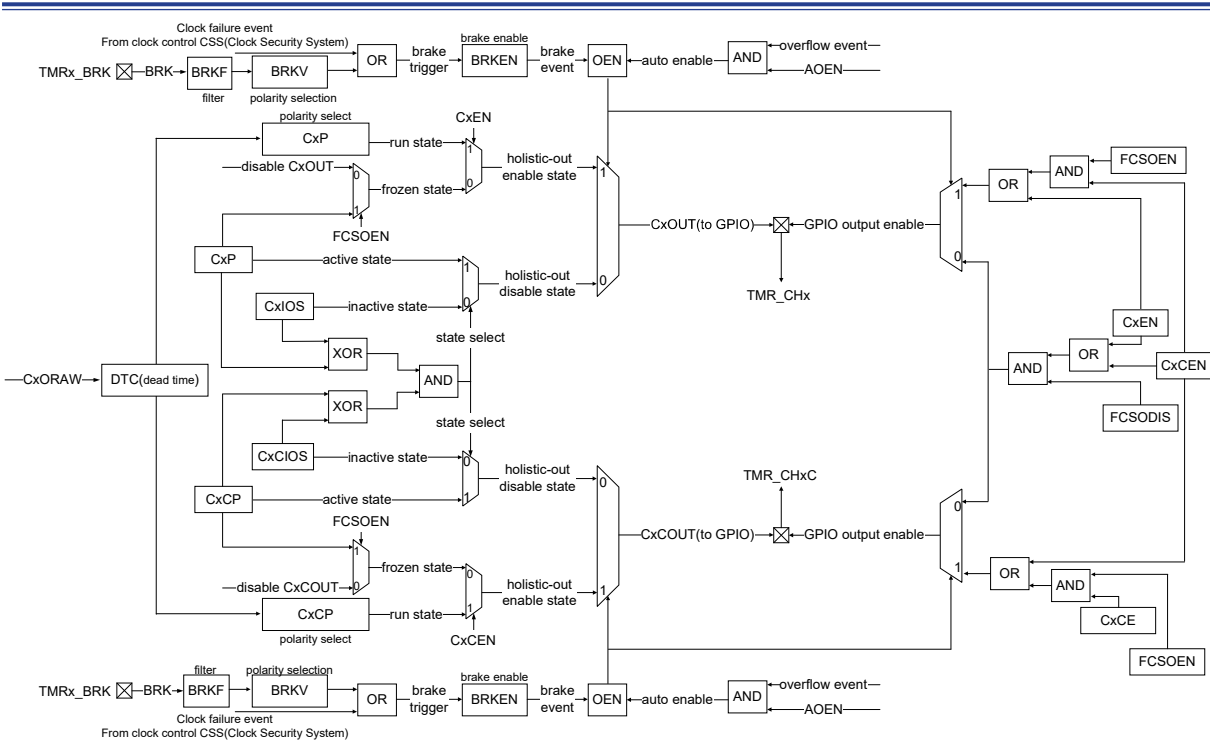 Clock failure event
From clock control CSS(Clock Security System)
TMRx_BRK
BRK
BRKF
filter
BRKV
polarity selection
OR
brake
trigger
brake enable
BRKEN
brake
event
OEN
auto enable
AND
overflow event
AOEN
polarity select
CxP
run state
CxEN
1
0
disable CxOUT
0
1
frozen state
FCSOEN
holistic-out
enable state
1
0
CxP
active state
1
0
CxIOS
inactive state
holistic-out
disable state
state select
CxOUT(to GPIO)
GPIO output enable
TMR_CHx
1
0
OR
AND
FCSOEN
CxEN
OR
CxCEN
AND
FCSODIS
XOR
AND
XOR
CxORAW
DTC(dead time)
state select
CxCIOS
inactive state
0
1
CxCP
active state
holistic-out
disable state
0
1
CxCOUT(to GPIO)
TMR_CHxC
GPIO output enable
0
1
FCSOEN
1
0
disable CxCOUT
frozen state
0
1
CxCP
polarity select
run state
CxCEN
holistic-out
enable state
OR
AND
CxCE
FCSOEN
TMRx_BRK
BRK
filter
BRKF
polarity selection
BRKV
Clock failure event
From clock control CSS(Clock Security System)
OR
brake
trigger
brake enable
BRKEN
brake
event
OEN
auto enable
AND
overflow event
AOEN